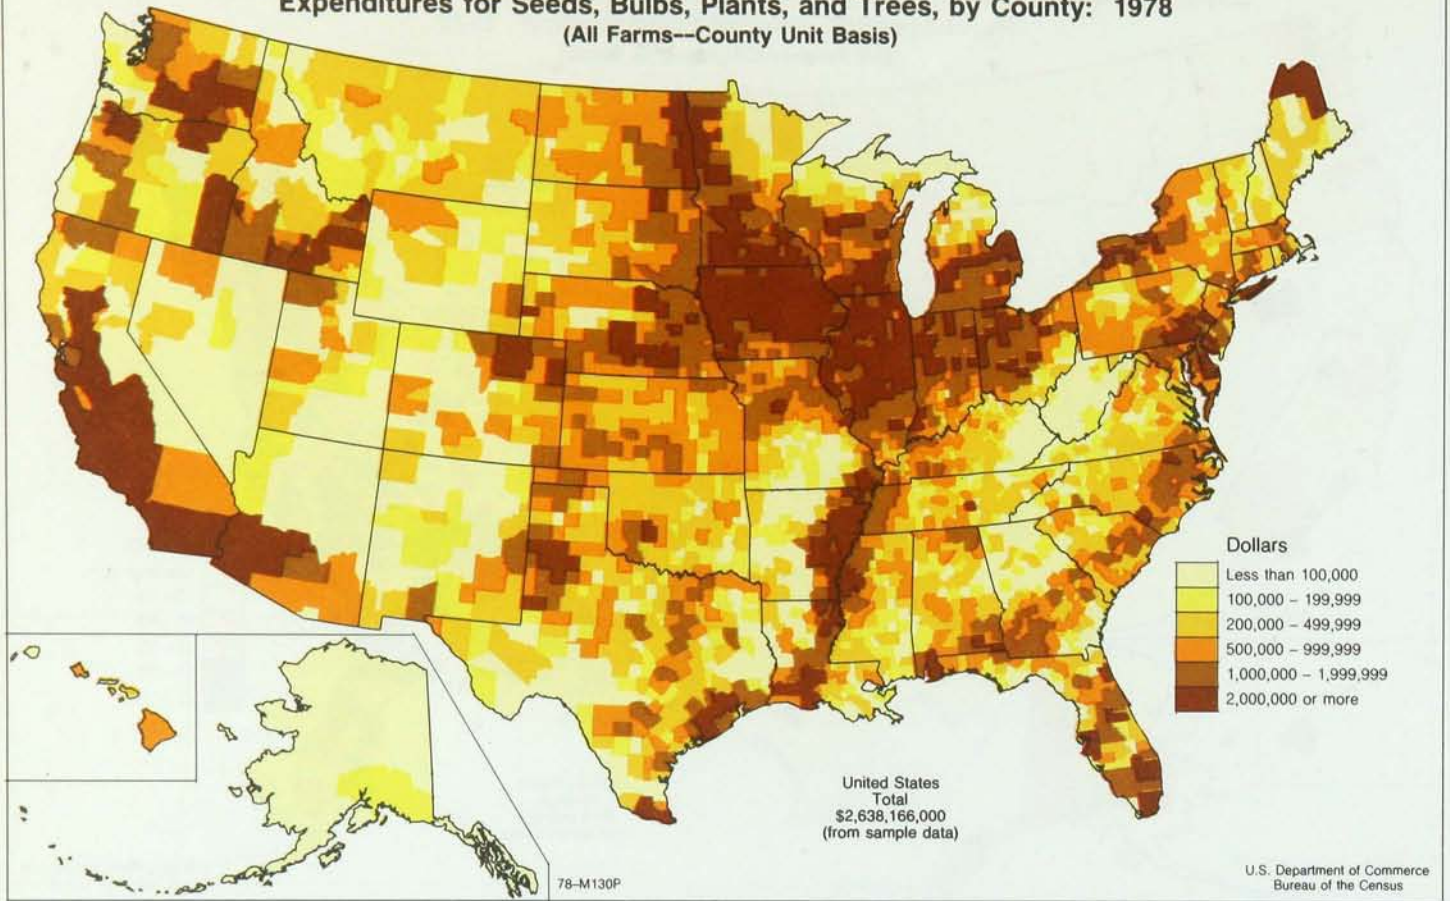 Expenditures for Seeds, Bulbs, Plants, and Trees, by County: 1978
(All Farms--County Unit Basis)
Dollars
Less than 100,000
100,000 – 199,999
200,000 – 499,999
500,000 – 999,999
1,000,000 – 1,999,999
2,000,000 or more
United States
Total
$2,638,166,000
(from sample data)
78-M130P
U.S. Department of Commerce
Bureau of the Census